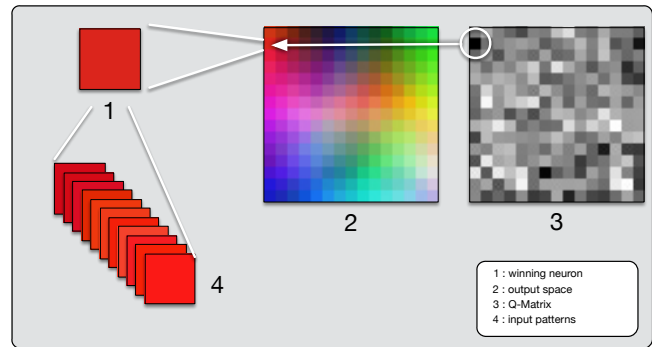 1
2
3
4
1 : winning neuron
2 : output space
3 : Q-Matrix
4 : input patterns